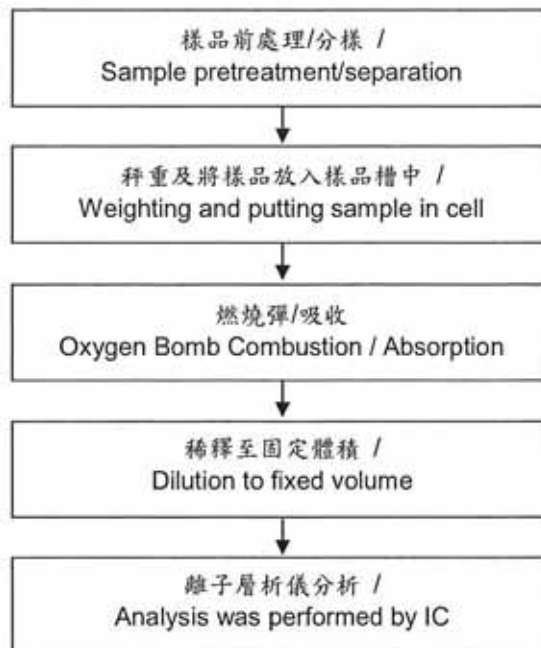 樣品前處理/分樣 /
Sample pretreatment/separation
秤重及將樣品放入樣品槽中 /
Weighting and putting sample in cell
燃燒彈/吸收
Oxygen Bomb Combustion / Absorption
稀釋至固定體積 /
Dilution to fixed volume
離子層析儀分析 /
Analysis was performed by IC